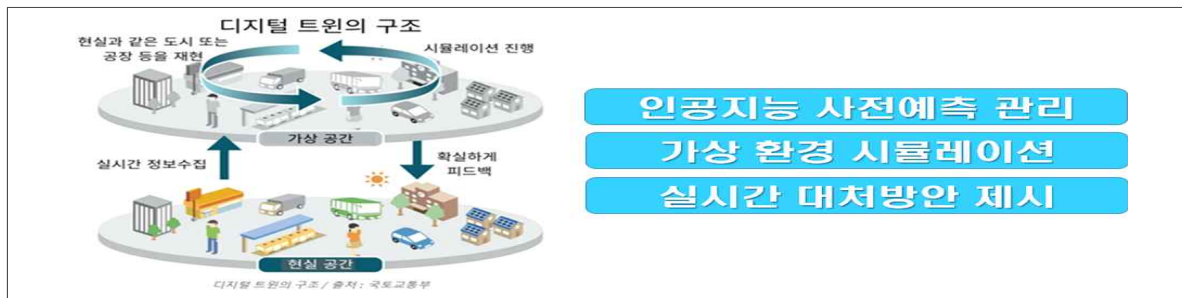 디지털 트윈의 구조
현실과 같은 도시 또는
공장 등을 재현
시뮬레이션 진행
가상 공간
실시간 정보수집
확실하게
피드백
현실 공간
디지털 트윈의 구조 / 출처 : 국토교통부
인공지능 사전예측 관리
가상 환경 시뮬레이션
실시간 대처방안 제시